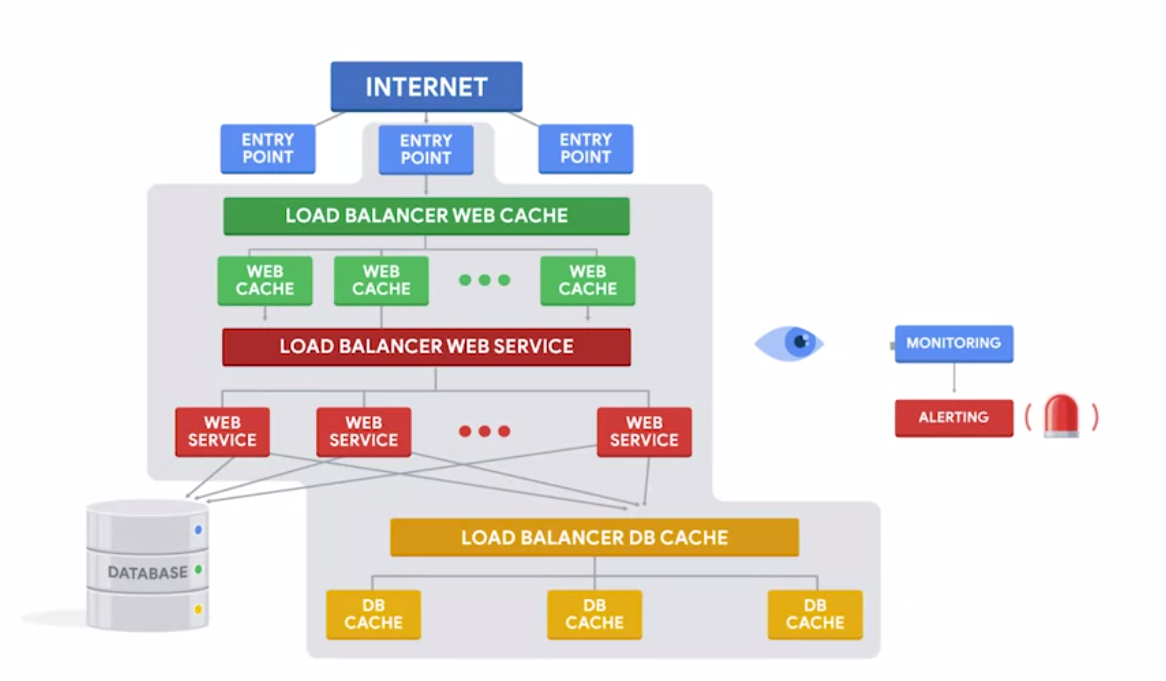 INTERNET
ENTRY
POINT
ENTRY
POINT
ENTRY
POINT
LOAD BALANCER WEB CACHE
WEB
CACHE
WEB
CACHE
WEB
CACHE
LOAD BALANCER WEB SERVICE
MONITORING
ALERTING
WEB
SERVICE
WEB
SERVICE
WEB
SERVICE
LOAD BALANCER DB CACHE
DATABASE
DB
CACHE
DB
CACHE
DB
CACHE